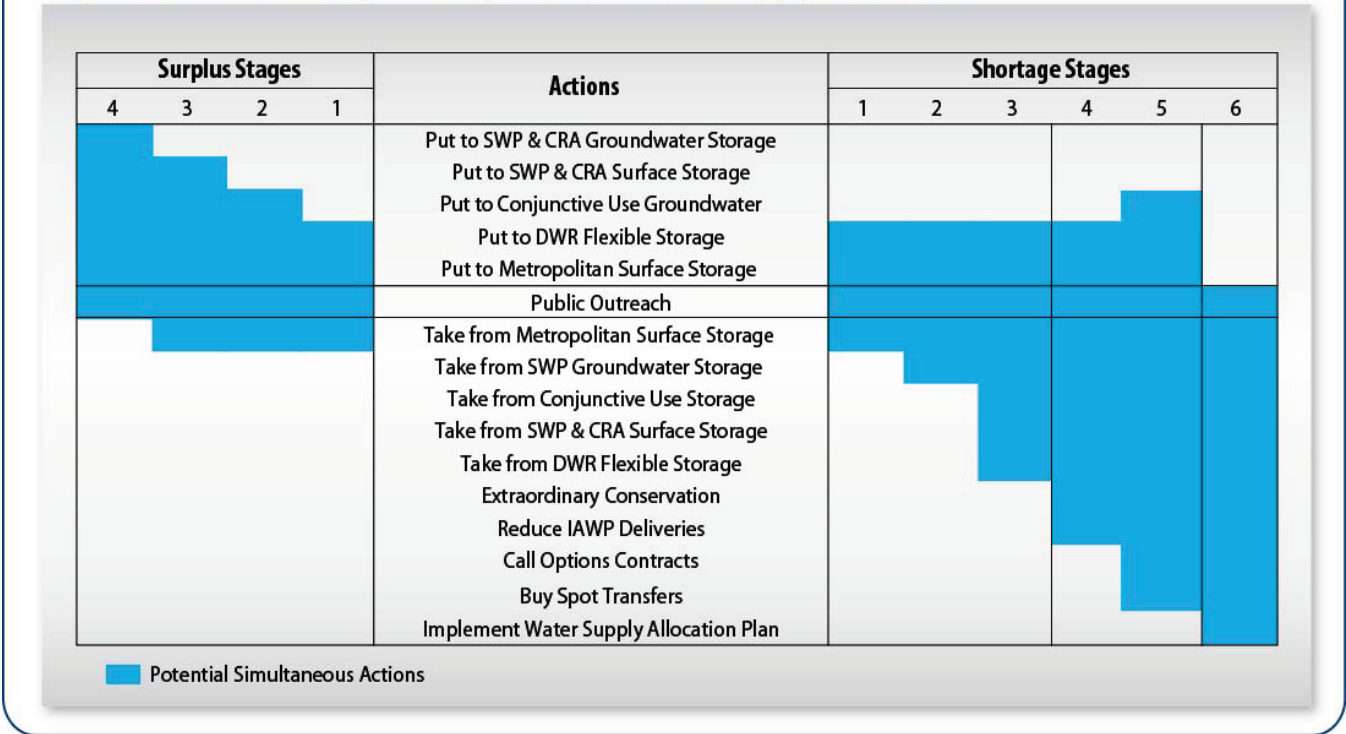 Surplus Stages
Actions
Shortage Stages
4 3 2 1
1 2 3 4 5 6
Put to SWP & CRA Groundwater Storage
Put to SWP & CRA Surface Storage
Put to Conjunctive Use Groundwater
Put to DWR Flexible Storage
Put to Metropolitan Surface Storage
Public Outreach
Take from Metropolitan Surface Storage
Take from SWP Groundwater Storage
Take from Conjunctive Use Storage
Take from SWP & CRA Surface Storage
Take from DWR Flexible Storage
Extraordinary Conservation
Reduce IAWP Deliveries
Call Options Contracts
Buy Spot Transfers
Implement Water Supply Allocation Plan
Potential Simultaneous Actions